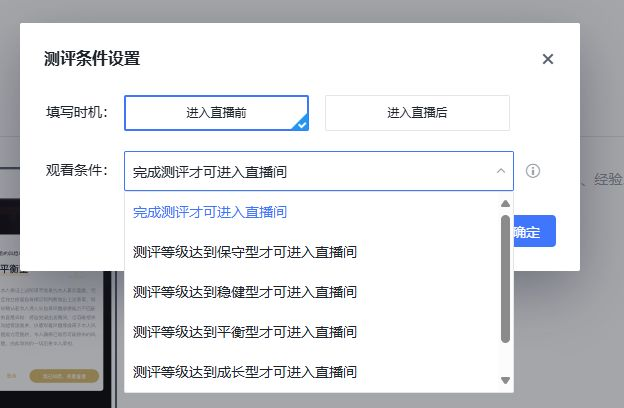 测评条件设置
填写时机： 进入直播前 进入直播后
观看条件： 完成测评才可进入直播间
、经验
完成测评才可进入直播间
确定
测评等级达到保守型才可进入直播间
平衡型
测评等级达到稳健型才可进入直播间
测评等级达到平衡型才可进入直播间
测评等级达到成长型才可进入直播间